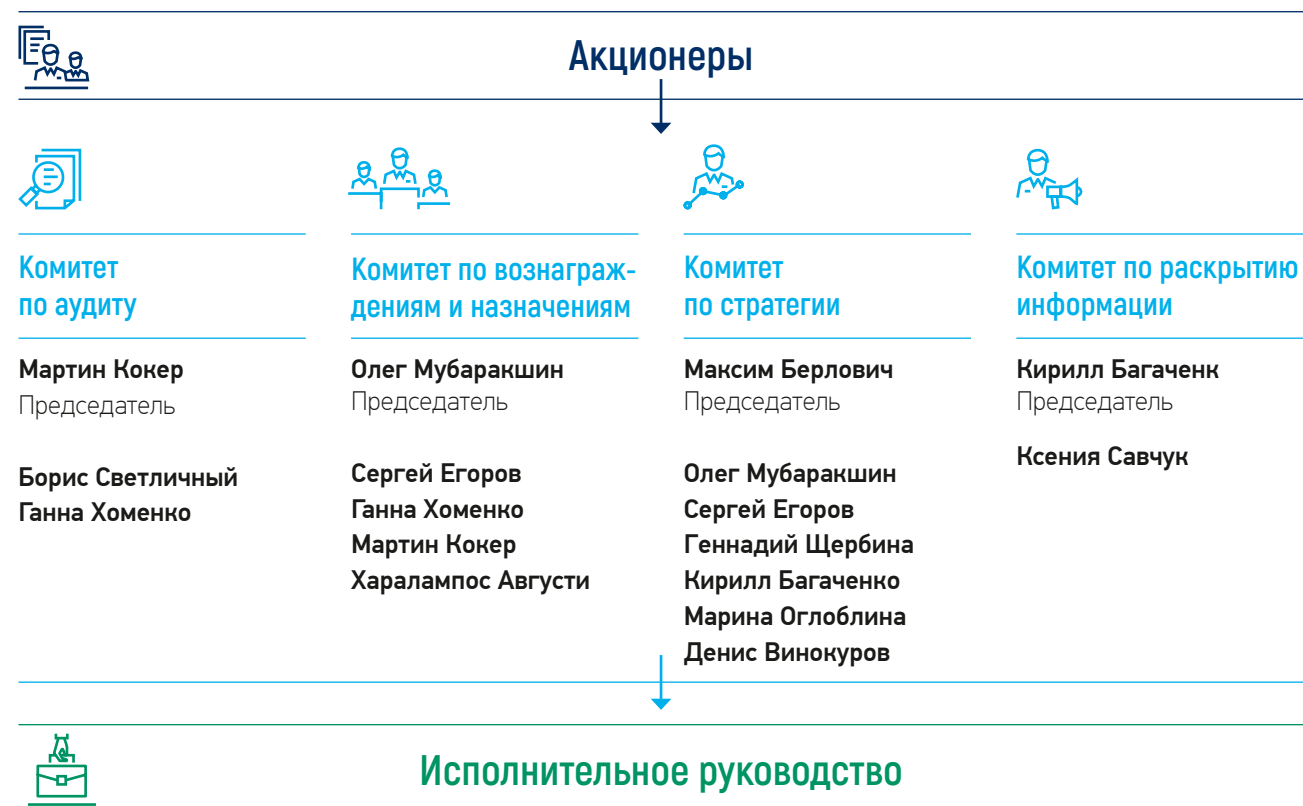 Акционеры
Комитет
по аудиту
Мартин Кокер
Председатель
Борис Светличный
Ганна Хоменко
Комитет по вознаграж-
дениям и назначениям
Олег Мубаракшин
Председатель
Сергей Егоров
Ганна Хоменко
Мартин Кокер
Харалампос Августи
Комитет
по стратегии
Максим Берлович
Председатель
Олег Мубаракшин
Сергей Егоров
Геннадий Щербина
Кирилл Багаченко
Марина Оглоблина
Денис Винокуров
Комитет по раскрытию
информации
Кирилл Багаченк
Председатель
Ксения Савчук
Исполнительное руководство